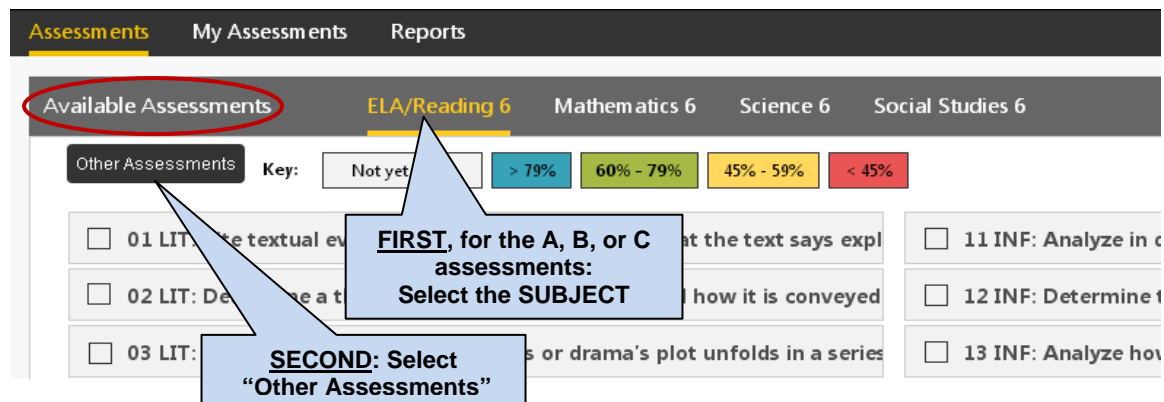 Assessments My Assessments Reports
Available Assessments ELA/Reading 6 Mathematics 6 Science 6 Social Studies 6
Other Assessments Key: Not yet > 79% 60% - 79% 45% - 59% < 45%
01 LIT: te textual ev at the text says expl 11 INF: Analyze in
FIRST, for the A, B, or C
assessments:
Select the SUBJECT
02 LIT: De e a t how it is conveyed 12 INF: Determine t
03 LIT: s or drama's plot unfolds in a series 13 INF: Analyze how
SECOND: Select
"Other Assessments"